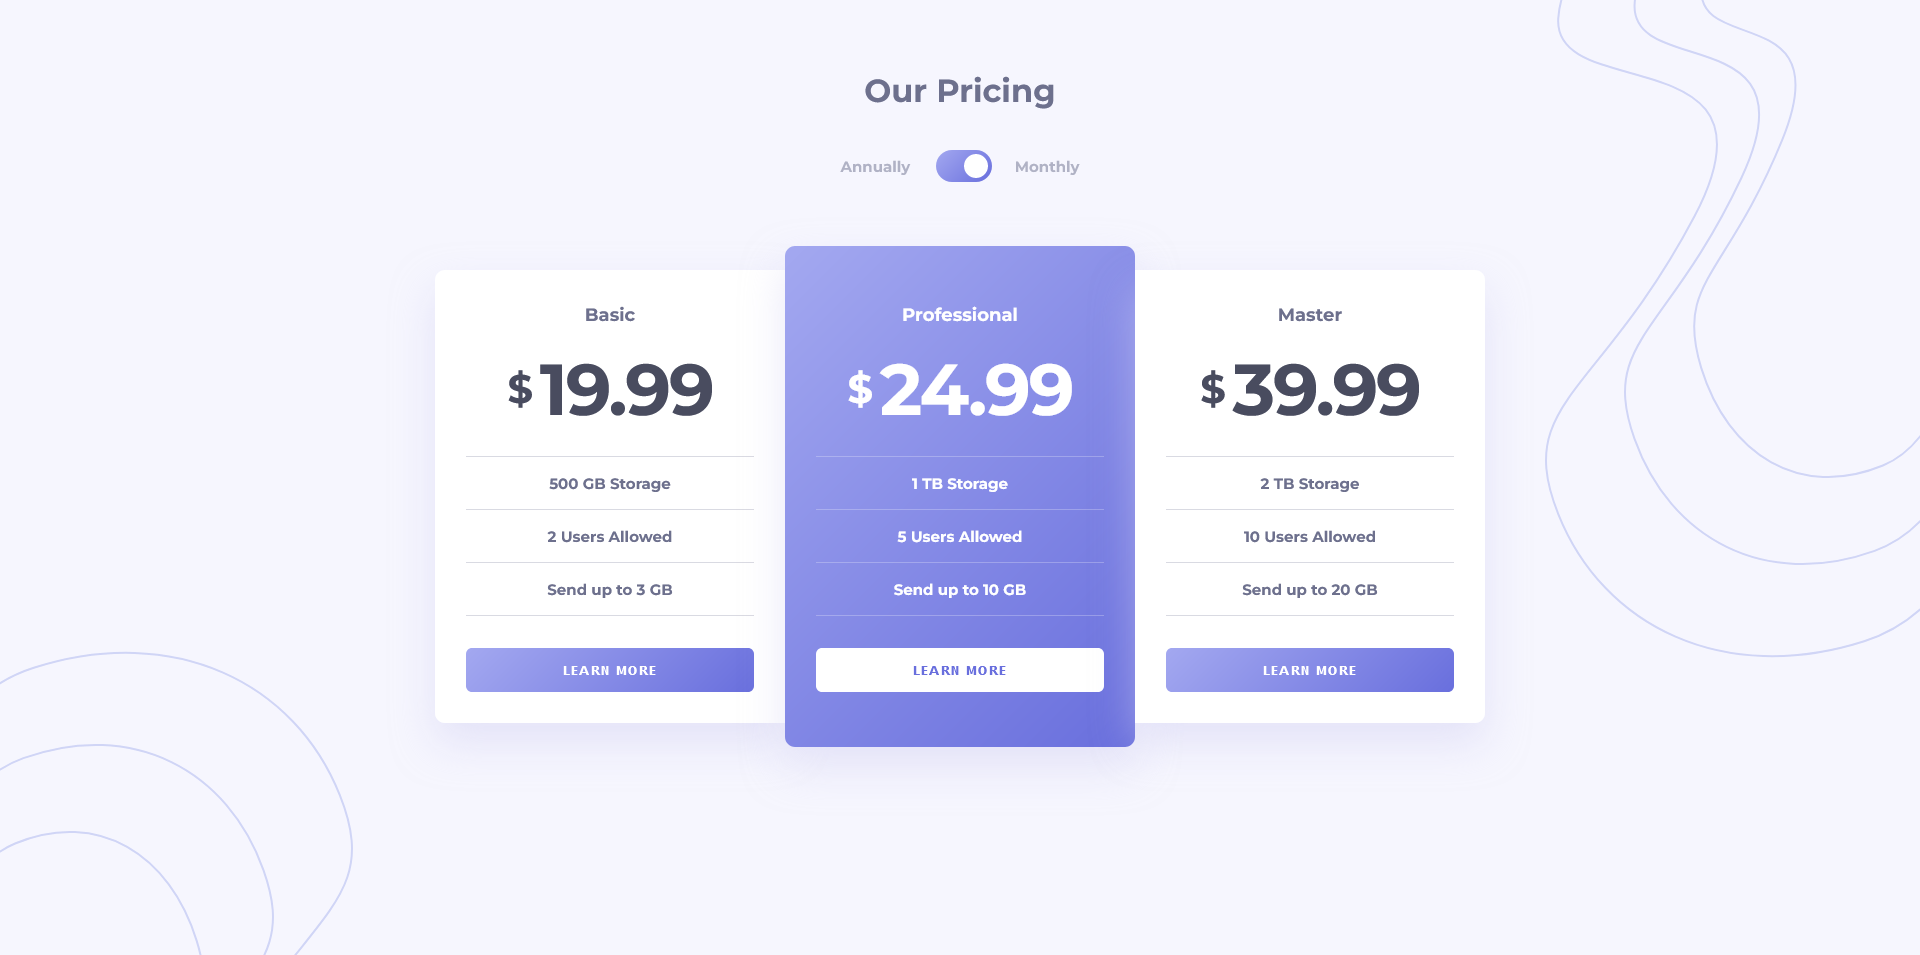 Our Pricing
Annually Monthly
Basic
$19.99
500 GB Storage
2 Users Allowed
Send up to 3 GB
LEARN MORE
Professional
$24.99
1 TB Storage
5 Users Allowed
Send up to 10 GB
LEARN MORE
Master
$39.99
2 TB Storage
10 Users Allowed
Send up to 20 GB
LEARN MORE